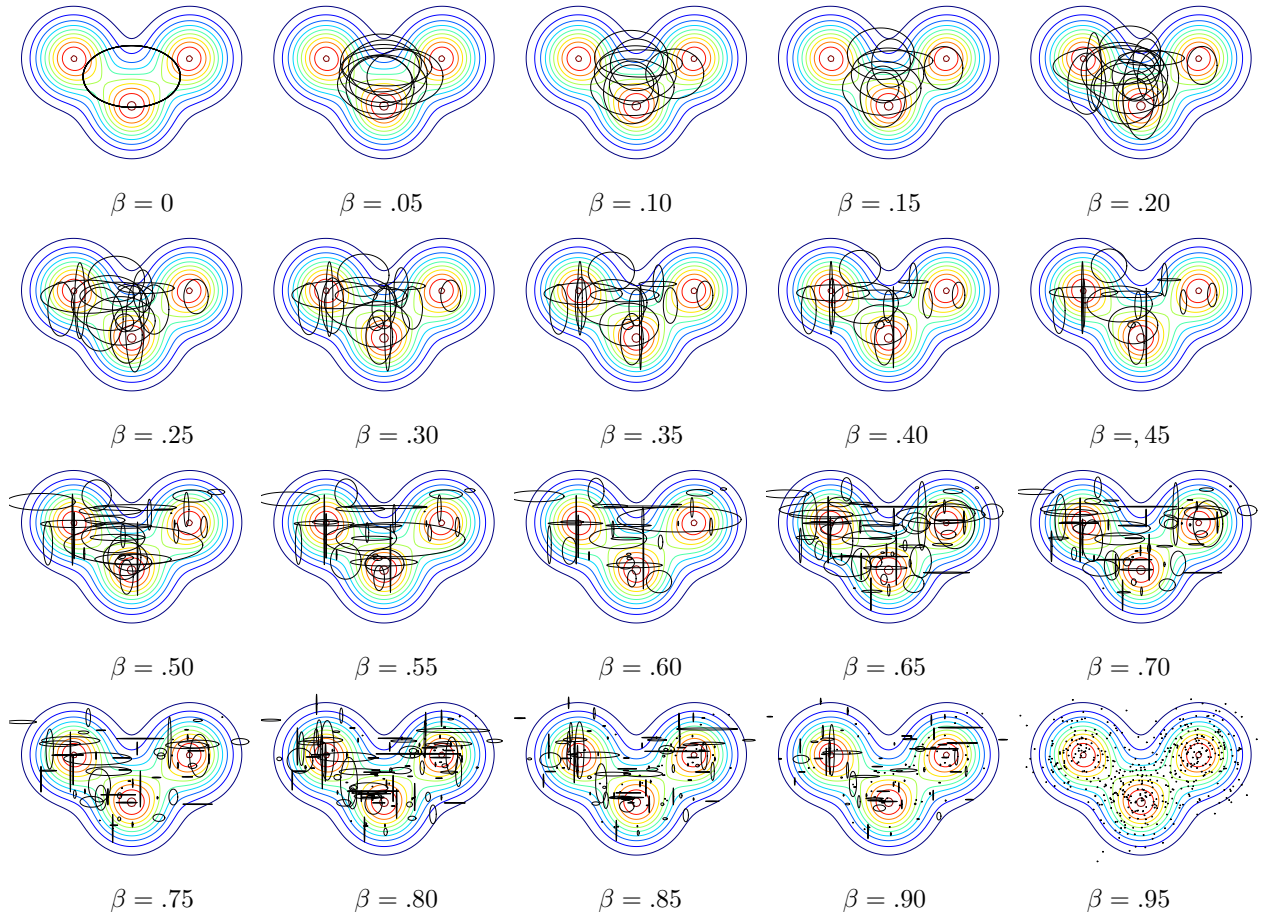 β = 0 β = .05 β = .10 β = .15 β = .20
β = .25 β = .30 β = .35 β = .40 β =, 45
β = .50 β = .55 β = .60 β = .65 β = .70
β = .75 β = .80 β = .85 β = .90 β = .95